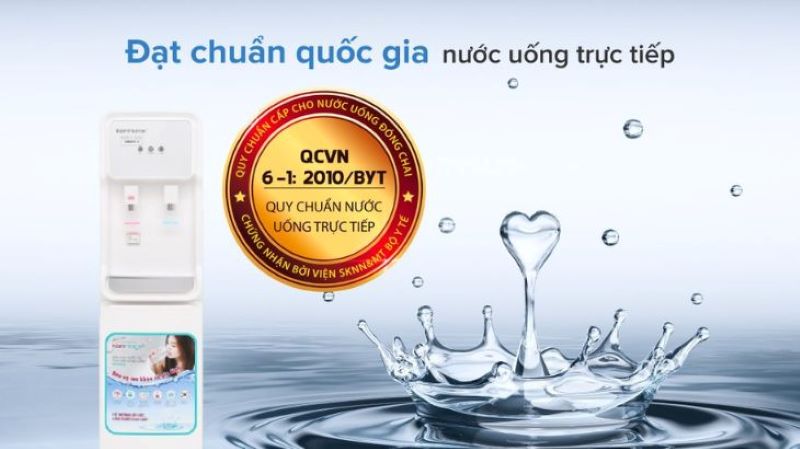 Đạt chuẩn quốc gia nước uống trực tiếp
QUY CHUẨN CẤP CHO NƯỚC UỐNG ĐÓNG CHAI
QCVN
6-1: 2010/BYT
QUY CHUẨN NƯỚC
UỐNG TRỰC TIẾP
CHỨNG NHẬN BỞI VIỆN SKNN&MT BỘ Y TẾ